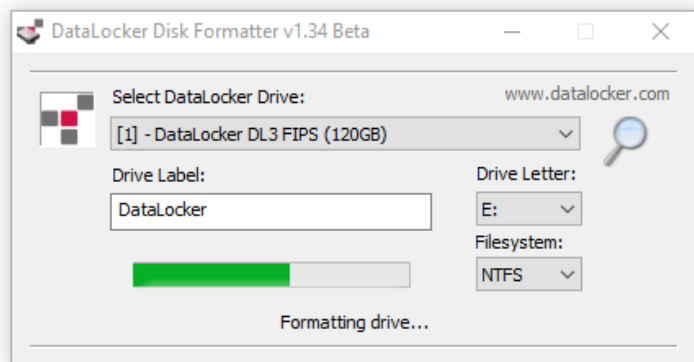 DataLocker Disk Formatter v1.34 Beta
www.datalocker.com
Select DataLocker Drive:
[1] - DataLocker DL3 FIPS (120GB)
Drive Label:
Drive Letter:
DataLocker
E:
Filesystem:
NTFS
Formatting drive...